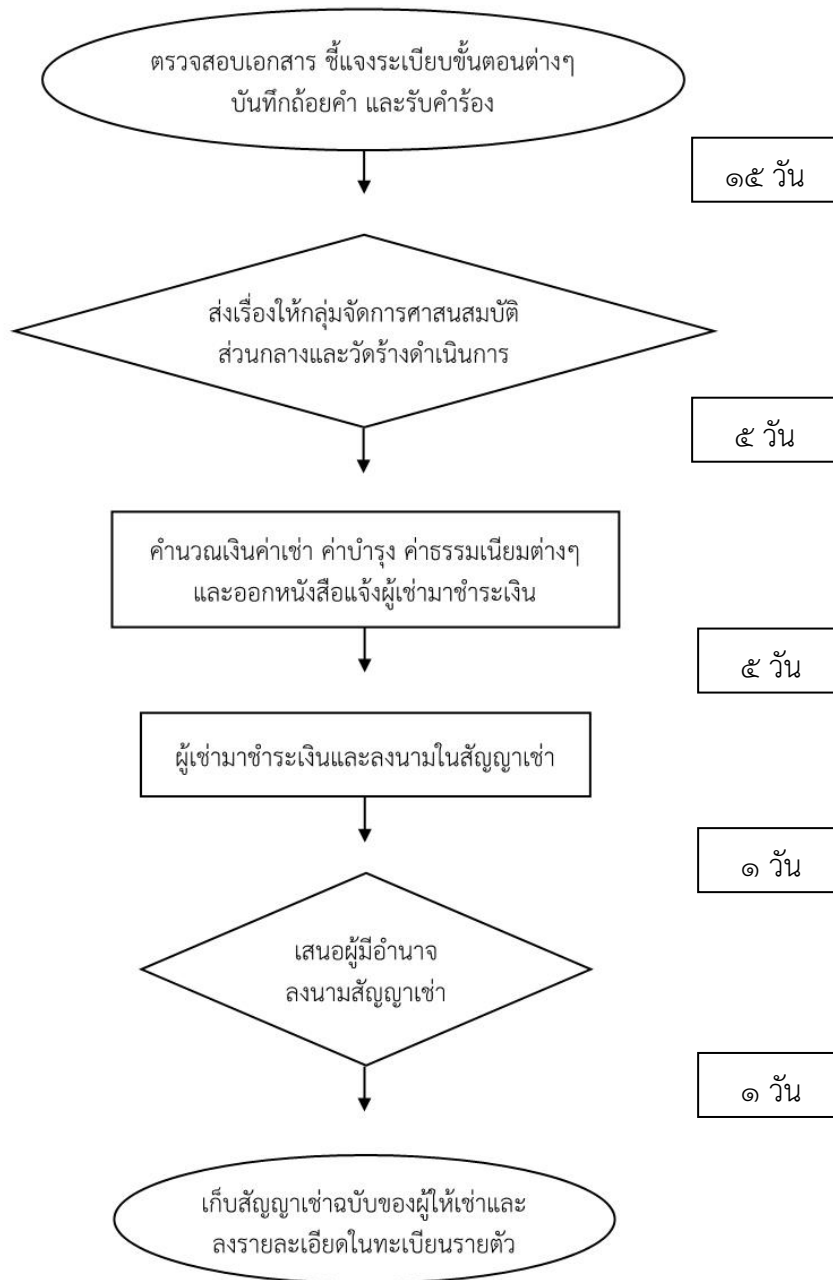 ตรวจสอบเอกสาร ชี้แจงระเบียบขั้นตอนต่างๆ
บันทึกถ้อยคำ และรับคำร้อง
๑๕ วัน
ส่งเรื่องให้กลุ่มจัดการศาสนสมบัติ
ส่วนกลางและวัดร้างดำเนินการ
๕ วัน
คำนวณเงินค่าเช่า ค่าบำรุง ค่าธรรมเนียมต่างๆ
และออกหนังสือแจ้งผู้เช่ามาชำระเงิน
๕ วัน
ผู้เช่ามาชำระเงินและลงนามในสัญญาเช่า
๑ วัน
เสนอผู้มีอำนาจ
ลงนามสัญญาเช่า
๑ วัน
เก็บสัญญาเช่าฉบับของผู้ให้เช่าและ
ลงรายละเอียดในทะเบียนรายตัว